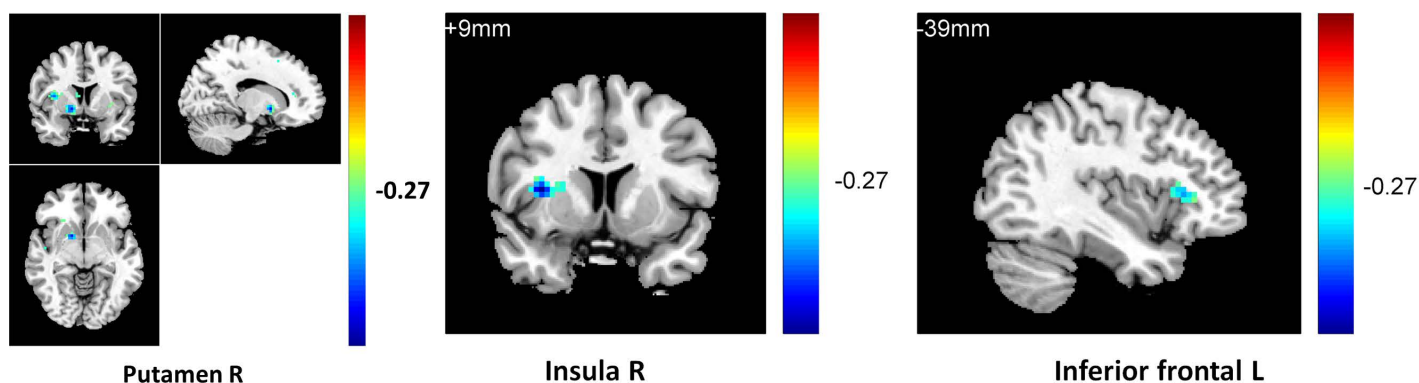 +9mm
-39mm
-0.27
-0.27
-0.27
Putamen R
Insula R
Inferior frontal L